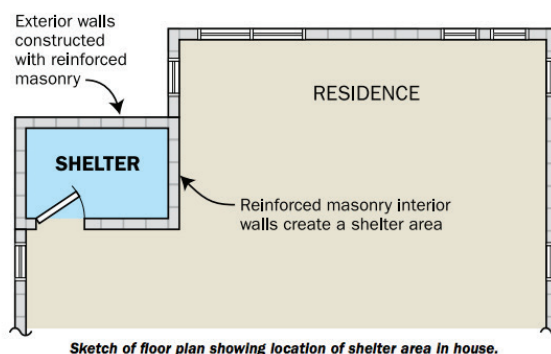 Exterior walls
constructed
with reinforced
masonry
RESIDENCE
SHELTER
Reinforced masonry interior
walls create a shelter area
Sketch of floor plan showing location of shelter area in house.